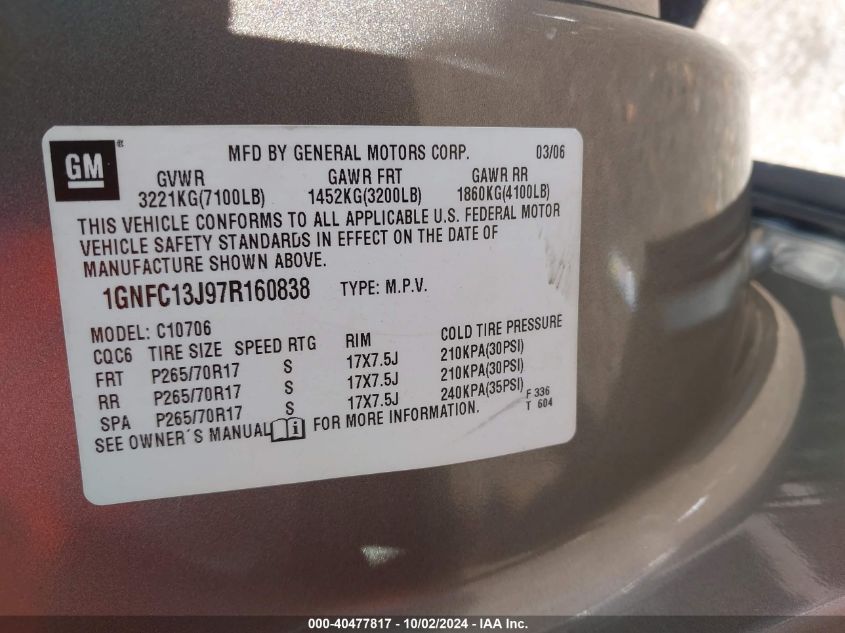 GM ® MFD BY GENERAL MOTORS CORP. 03/06
GVWR GAWR FRT GAWR RR
3221KG(7100LB) 1452KG(3200LB) 1860KG(4100LB)
THIS VEHICLE CONFORMS TO ALL APPLICABLE U.S. FEDERAL MOTOR
VEHICLE SAFETY STANDARDS IN EFFECT ON THE DATE OF
MANUFACTURE SHOWN ABOVE.
1GNFC13J97R160838 TYPE: M.P.V.
MODEL: C10706
CQC6 TIRE SIZE SPEED RTG RIM COLD TIRE PRESSURE
FRT P265/70R17 S 17X7.5J 210KPA(30PSI)
RR P265/70R17 S 17X7.5J 210KPA(30PSI)
SPA P265/70R17 S 17X7.5J 240KPA(35PSI)
SEE OWNER´S MANUAL FOR MORE INFORMATION.
F 336
T 604
000-40477817 - 10/02/2024 - IAA Inc.